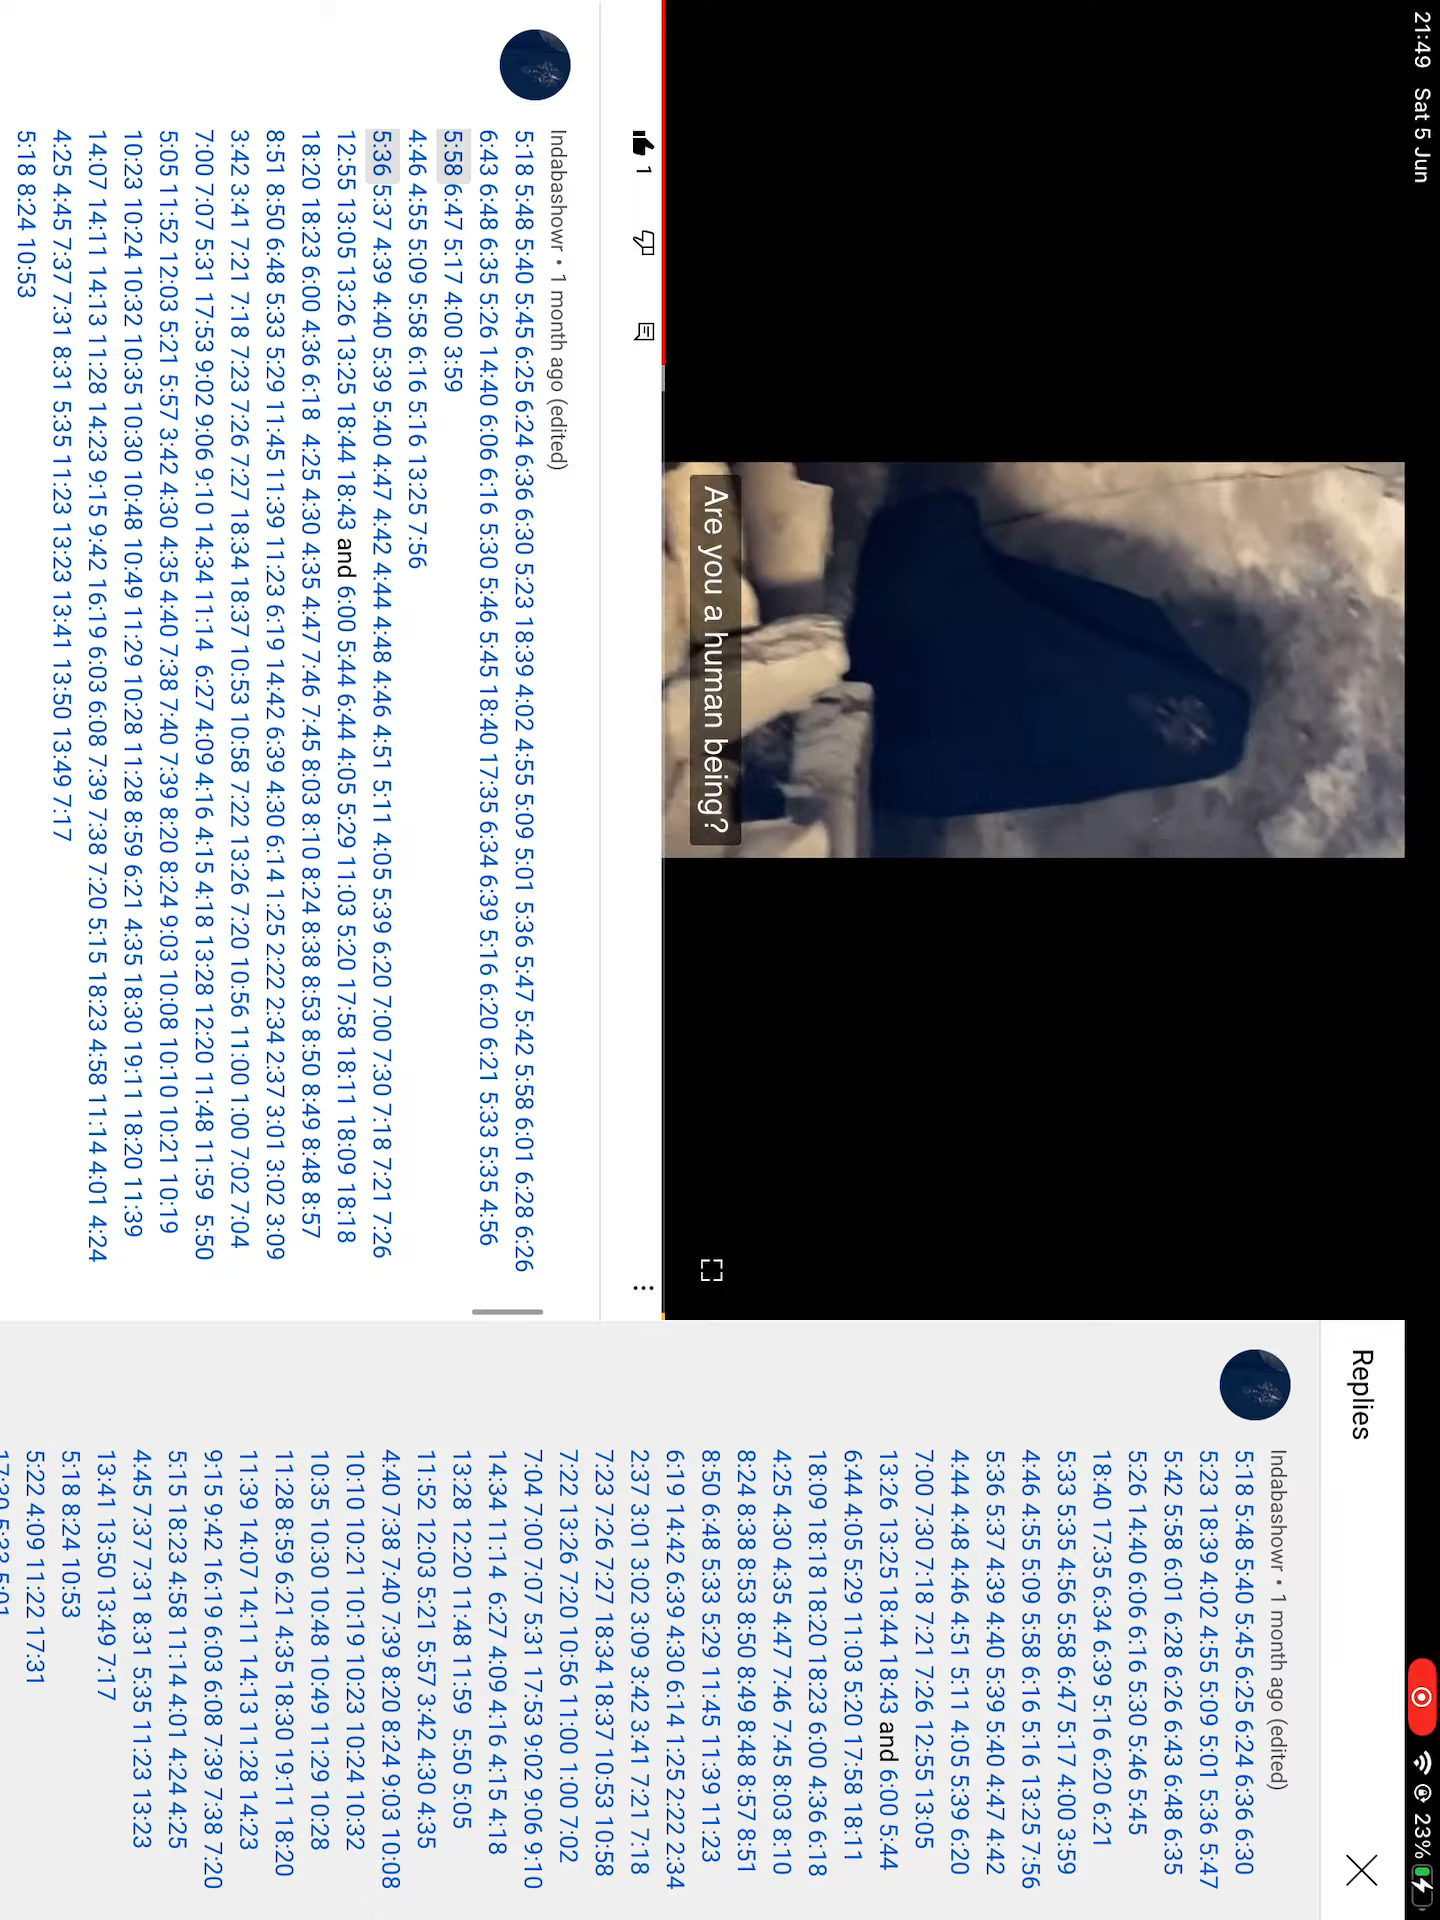 21:49 Sat 5 Jun
23%
Are you a human being?
1
Indabashowr • 1 month ago (edited)
5:18 5:48 5:40 5:45 6:25 6:24 6:36 6:30 5:23 18:39 4:02 4:55 5:09 5:01 5:36 5:47 5:42 5:58 6:01 6:28 6:26
6:43 6:48 6:35 5:26 14:40 6:06 6:16 5:30 5:46 5:45 18:40 17:35 6:34 6:39 5:16 6:20 6:21 5:33 5:35 4:56
5:58 6:47 5:17 4:00 3:59
4:46 4:55 5:09 5:58 6:16 5:16 13:25 7:56
5:36 5:37 4:39 4:40 5:39 5:40 4:47 4:42 4:44 4:48 4:46 4:51 5:11 4:05 5:39 6:20 7:00 7:30 7:18 7:21 7:26
12:55 13:05 13:26 13:25 18:44 18:43 and 6:00 5:44 6:44 4:05 5:29 11:03 5:20 17:58 18:11 18:09 18:18
18:20 18:23 6:00 4:36 6:18 4:25 4:30 4:35 4:47 7:46 7:45 8:03 8:10 8:24 8:38 8:53 8:50 8:49 8:48 8:57
8:51 8:50 6:48 5:33 5:29 11:45 11:39 11:23 6:19 14:42 6:39 4:30 6:14 1:25 2:22 2:34 2:37 3:01 3:02 3:09
3:42 3:41 7:21 7:18 7:23 7:26 7:27 18:34 18:37 10:53 10:58 7:22 13:26 7:20 10:56 11:00 1:00 7:02 7:04
7:00 7:07 5:31 17:53 9:02 9:06 9:10 14:34 11:14 6:27 4:09 4:16 4:15 4:18 13:28 12:20 11:48 11:59 5:50
5:05 11:52 12:03 5:21 5:57 3:42 4:30 4:35 4:40 7:38 7:40 7:39 8:20 8:24 9:03 10:08 10:10 10:21 10:19
10:23 10:24 10:32 10:35 10:30 10:48 10:49 11:29 10:28 11:28 8:59 6:21 4:35 18:30 19:11 18:20 11:39
14:07 14:11 14:13 11:28 14:23 9:15 9:42 16:19 6:03 6:08 7:39 7:38 7:20 5:15 18:23 4:58 11:14 4:01 4:24
4:25 4:45 7:37 7:31 8:31 5:35 11:23 13:23 13:41 13:50 13:49 7:17
5:18 8:24 10:53
Replies
Indabashowr • 1 month ago (edited)
5:18 5:48 5:40 5:45 6:25 6:24 6:36 6:30
5:23 18:39 4:02 4:55 5:09 5:01 5:36 5:47
5:42 5:58 6:01 6:28 6:26 6:43 6:48 6:35
5:26 14:40 6:06 6:16 5:30 5:46 5:45
18:40 17:35 6:34 6:39 5:16 6:20 6:21
5:33 5:35 4:56 5:58 6:47 5:17 4:00 3:59
4:46 4:55 5:09 5:58 6:16 5:16 13:25 7:56
5:36 5:37 4:39 4:40 5:39 5:40 4:47 4:42
4:44 4:48 4:46 4:51 5:11 4:05 5:39 6:20
7:00 7:30 7:18 7:21 7:26 12:55 13:05
13:26 13:25 18:44 18:43 and 6:00 5:44
6:44 4:05 5:29 11:03 5:20 17:58 18:11
18:09 18:18 18:20 18:23 6:00 4:36 6:18
4:25 4:30 4:35 4:47 7:46 7:45 8:03 8:10
8:24 8:38 8:53 8:50 8:49 8:48 8:57 8:51
8:50 6:48 5:33 5:29 11:45 11:39 11:23
6:19 14:42 6:39 4:30 6:14 1:25 2:22 2:34
2:37 3:01 3:02 3:09 3:42 3:41 7:21 7:18
7:23 7:26 7:27 18:34 18:37 10:53 10:58
7:22 13:26 7:20 10:56 11:00 1:00 7:02
7:04 7:00 7:07 5:31 17:53 9:02 9:06 9:10
14:34 11:14 6:27 4:09 4:16 4:15 4:18
13:28 12:20 11:48 11:59 5:50 5:05
11:52 12:03 5:21 5:57 3:42 4:30 4:35
4:40 7:38 7:40 7:39 8:20 8:24 9:03 10:08
10:10 10:21 10:19 10:23 10:24 10:32
10:35 10:30 10:48 10:49 11:29 10:28
11:28 8:59 6:21 4:35 18:30 19:11 18:20
11:39 14:07 14:11 14:13 11:28 14:23
9:15 9:42 16:19 6:03 6:08 7:39 7:38 7:20
5:15 18:23 4:58 11:14 4:01 4:24 4:25
4:45 7:37 7:31 8:31 5:35 11:23 13:23
13:41 13:50 13:49 7:17
5:18 8:24 10:53
5:22 4:09 11:22 17:31